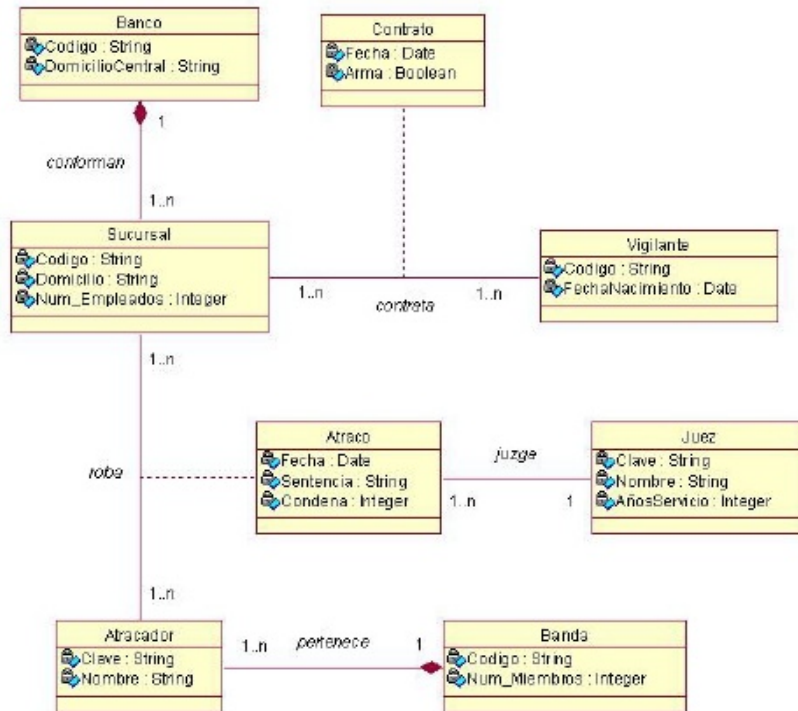 Banco
Codigo : String
DomicilioCentral : String
Contrato
Fecha : Date
Arma : Boolean
1
conforman
1..n
Sucursal
Codigo : String
Domicilio : String
Num_Empleados : Integer
Vigilante
Codigo : String
FechaNacimiento : Date
1..n
contrata
1..n
1..n
roba
Atraco
Fecha : Date
Sentencia : String
Condena : Integer
juzga
1..n
1
Juez
Clave : String
Nombre : String
AñosServicio : Integer
1..n
Atracador
Clave : String
Nombre : String
1..n
pertenece
1
Banda
Codigo : String
Num_Miembros : Integer